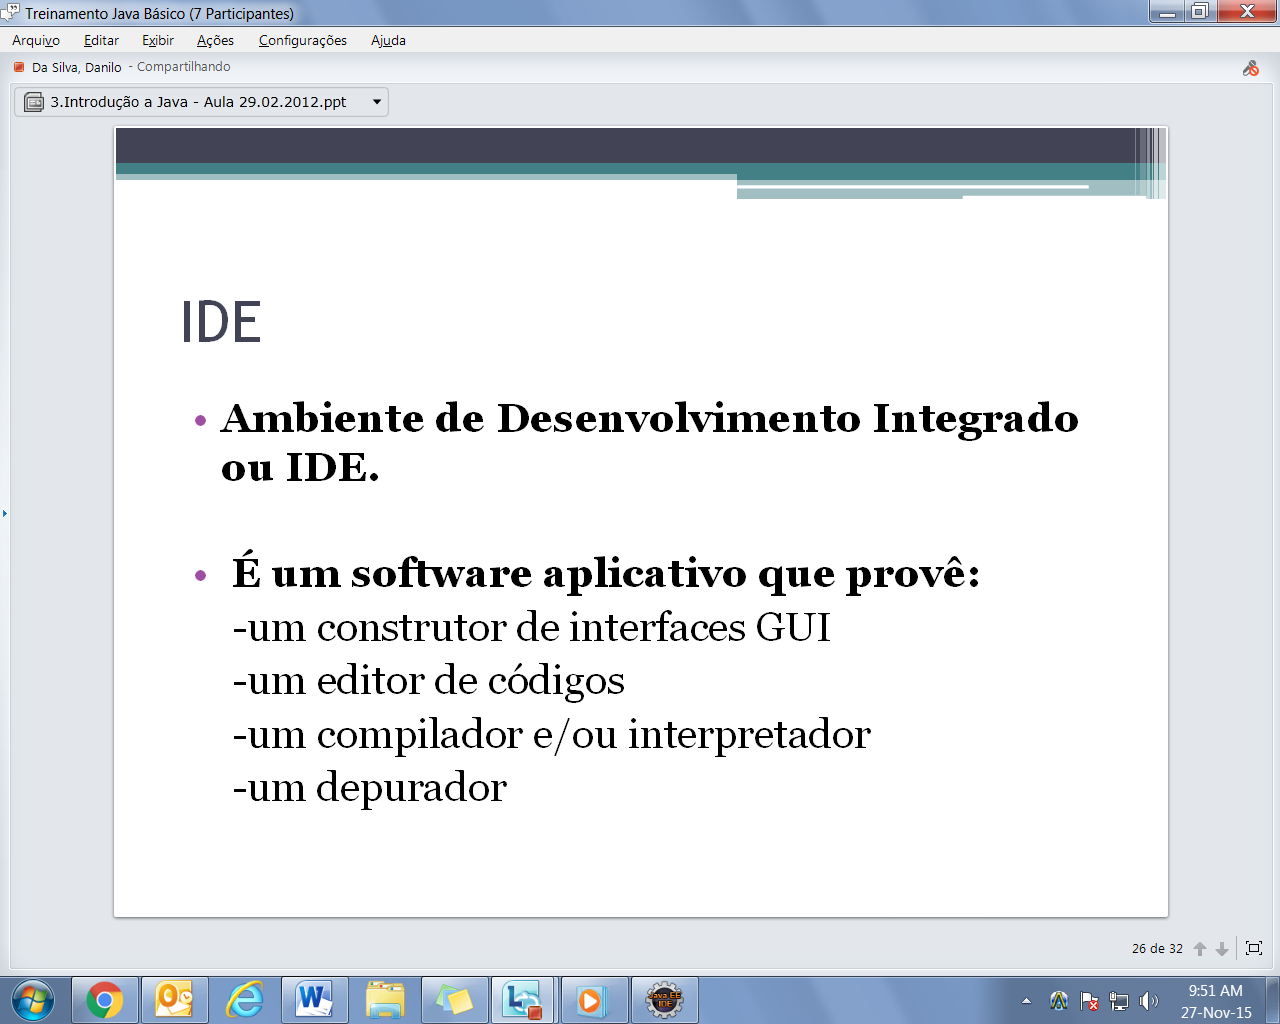 Treinamento Java Básico (7 Participantes)
Arquivo Editar Exibir Ações Configurações Ajuda
Da Silva, Danilo - Compartilhando
3.Introdução a Java - Aula 29.02.2012.ppt
IDE
• Ambiente de Desenvolvimento Integrado
ou IDE.
• É um software aplicativo que provê:
-um construtor de interfaces GUI
-um editor de códigos
-um compilador e/ou interpretador
-um depurador
26 de 32
Java EE
IDE
9:51 AM
27-Nov-15